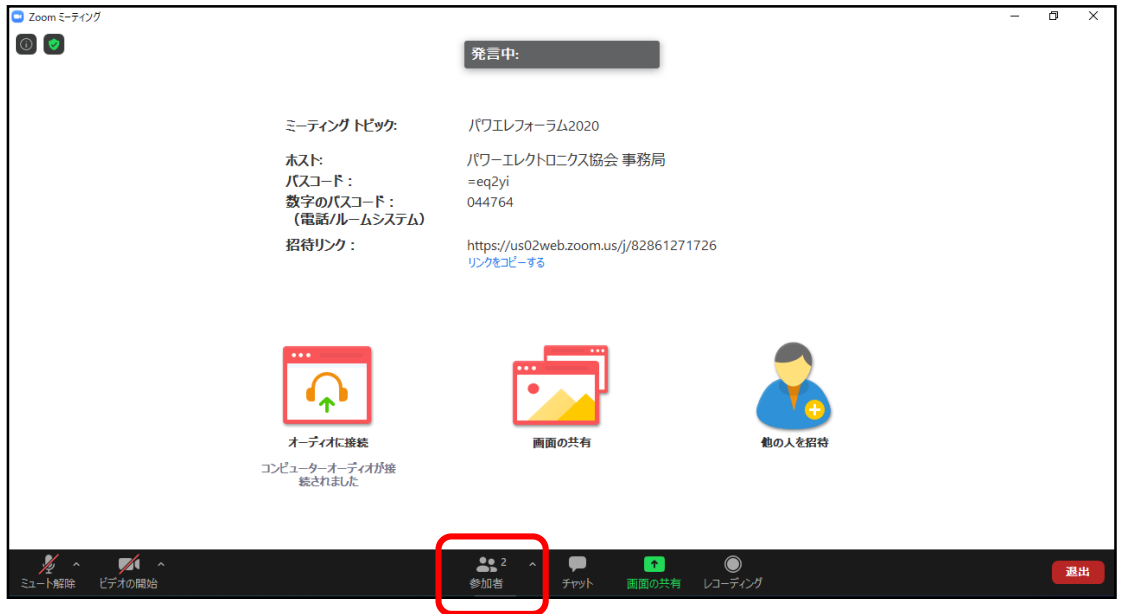 Zoom ミーティング
発言中:
ミーティング トピック: パワエレフォーラム2020
ホスト: パワーエレクトロニクス協会 事務局
パスコード： =eq2yi
数字のパスコード： 044764
（電話/ルームシステム）
招待リンク： https://us02web.zoom.us/j/82861271726
リンクをコピーする
オーディオに接続 画面の共有 他の人を招待
コンピューターオーディオが接
続されました
2
ミュート解除 ビデオの開始 参加者 チャット 画面の共有 レコーディング 退出